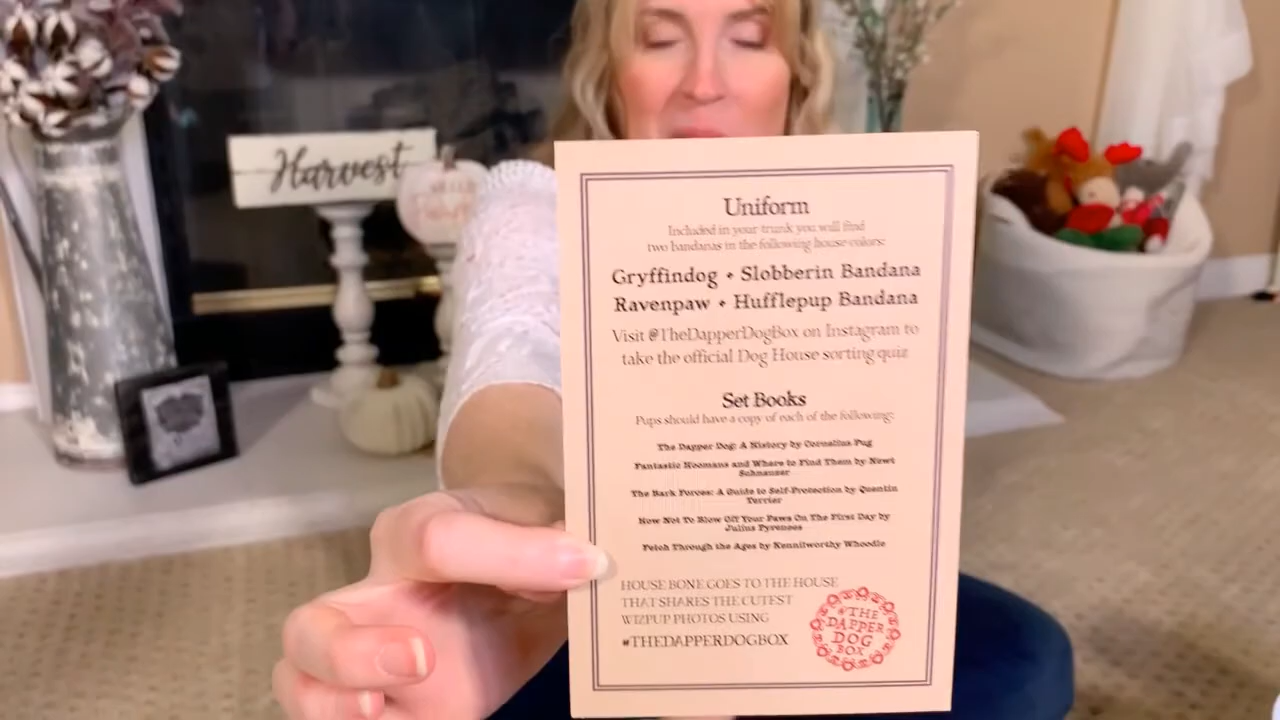 Harvest
Uniform
Included in your trunk you will find
two bandanas in the following house colors:
Gryffindog • Slobberin Bandana
Ravenpaw • Hufflepup Bandana
Visit @TheDapperDogBox on Instagram to
take the official Dog House sorting quiz
Set Books
Pups should have a copy of each of the following:
The Dapper Dog: A History by Cornelius Pug
Fantastic Hoomans and Where to Find Them by Newt
Schnauzer
The Bark Forces: A Guide to Self-Protection by Quentin
Terrier
How Not To Blow Off Your Paws On The First Day by
Julius Pyrenees
Fetch Through the Ages by Kennilworthy Whoodle
HOUSE BONE GOES TO THE HOUSE
THAT SHARES THE CUTEST
WIZPUP PHOTOS USING
#THEDAPPERDOGBOX
THE
DAPPER
DOG
BOX